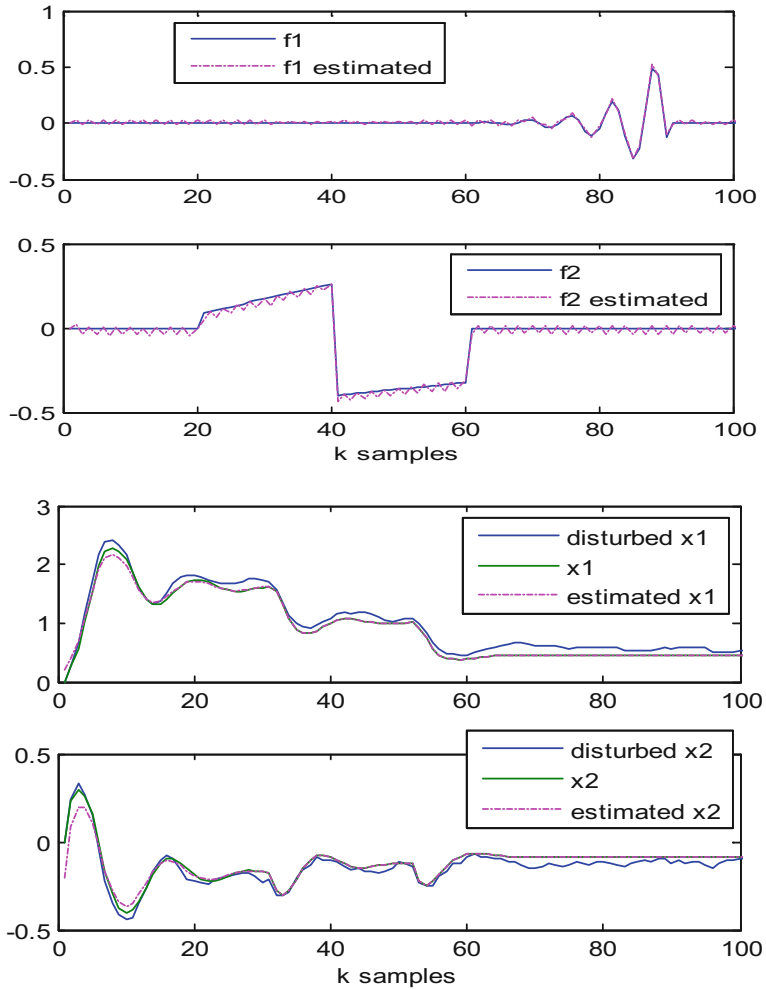 1
0.5
0
-0.5
f1
f1 estimated
0 20 40 60 80 100
0.5
0
-0.5
f2
f2 estimated
0 20 40 60 80 100
k samples
3
2
1
0
disturbed x1
x1
estimated x1
0 20 40 60 80 100
0.5
0
-0.5
disturbed x2
x2
estimated x2
0 20 40 60 80 100
k samples